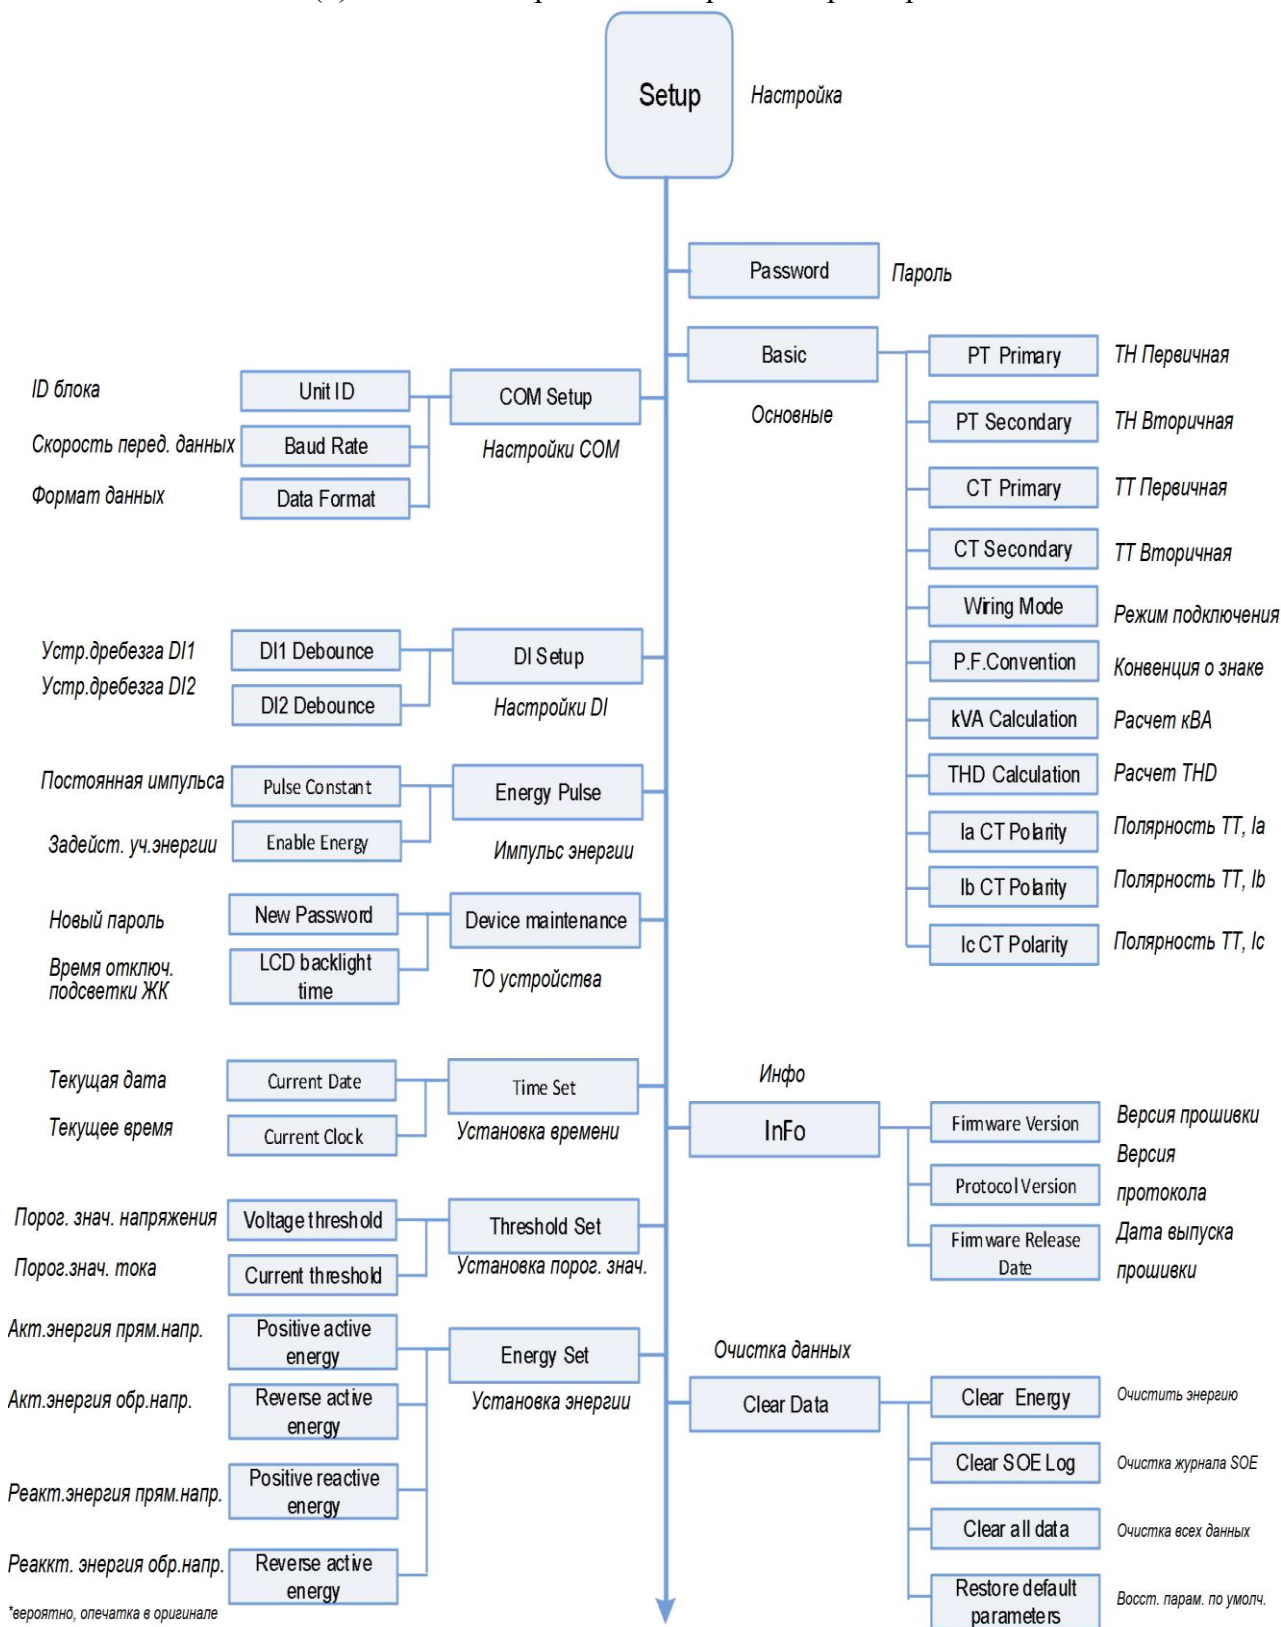 Setup
Настройка
Password
Пароль
Basic
Основные
PT Primary
ТН Первичная
PT Secondary
ТН Вторичная
CT Primary
ТТ Первичная
CT Secondary
ТТ Вторичная
Wiring Mode
Режим подключения
P.F.Convention
Конвенция о знаке
kVA Calculation
Расчет кВА
THD Calculation
Расчет THD
Ia CT Polarity
Полярность ТТ, Ia
Ib CT Polarity
Полярность ТТ, Ib
Ic CT Polarity
Полярность ТТ, Ic
ID блока
Unit ID
COM Setup
Настройки COM
Скорость перед. данных
Baud Rate
Формат данных
Data Format
Устр.дребезга DI1
DI1 Debounce
DI Setup
Настройки DI
Устр.дребезга DI2
DI2 Debounce
Постоянная импульса
Pulse Constant
Energy Pulse
Импульс энергии
Задейст. уч.энергии
Enable Energy
Новый пароль
New Password
Device maintenance
ТО устройства
Время отключ.
подсветки ЖК
LCD backlight
time
Текущая дата
Current Date
Time Set
Установка времени
Текущее время
Current Clock
Инфо
InFo
Firmware Version
Версия прошивки
Protocol Version
Версия
протокола
Firmware Release
Date
Дата выпуска
прошивки
Порог. знач. напряжения
Voltage threshold
Threshold Set
Установка порог. знач.
Порог.знач. тока
Current threshold
Акт.энергия прям.напр.
Positive active
energy
Energy Set
Установка энергии
Акт.энергия обр.напр.
Reverse active
energy
Реакт.энергия прям.напр.
Positive reactive
energy
Реаккт. энергия обр.напр.
Reverse active
energy
*вероятно, опечатка в оригинале
Очистка данных
Clear Data
Clear Energy
Очистить энергию
Clear SOE Log
Очистка журнала SOE
Clear all data
Очистка всех данных
Restore default
parameters
Восст. парам. по умолч.